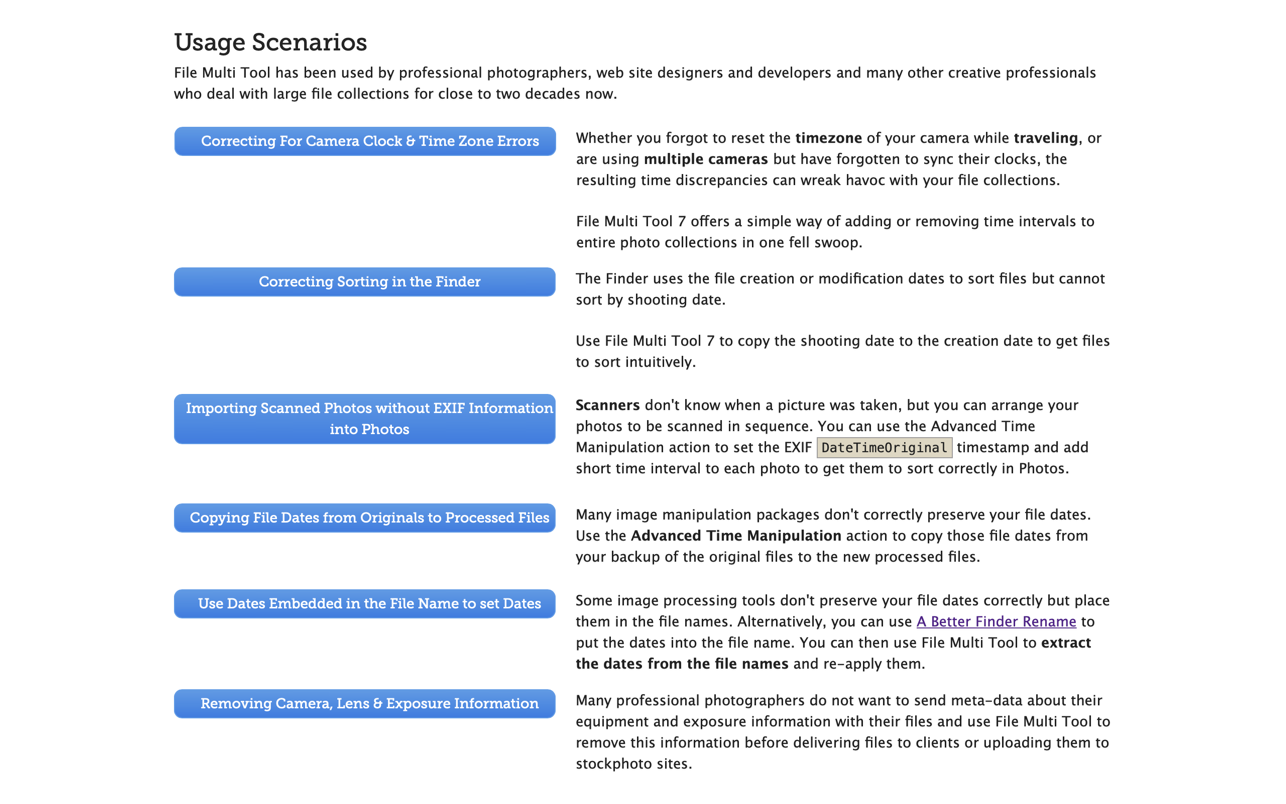 Usage Scenarios
File Multi Tool has been used by professional photographers, web site designers and developers and many other creative professionals
who deal with large file collections for close to two decades now.
Correcting For Camera Clock & Time Zone Errors
Whether you forgot to reset the timezone of your camera while traveling, or
are using multiple cameras but have forgotten to sync their clocks, the
resulting time discrepancies can wreak havoc with your file collections.
File Multi Tool 7 offers a simple way of adding or removing time intervals to
entire photo collections in one fell swoop.
Correcting Sorting in the Finder
The Finder uses the file creation or modification dates to sort files but cannot
sort by shooting date.
Use File Multi Tool 7 to copy the shooting date to the creation date to get files
to sort intuitively.
Importing Scanned Photos without EXIF Information
into Photos
Scanners don't know when a picture was taken, but you can arrange your
photos to be scanned in sequence. You can use the Advanced Time
Manipulation action to set the EXIF DateTimeOriginal timestamp and add
short time interval to each photo to get them to sort correctly in Photos.
Copying File Dates from Originals to Processed Files
Many image manipulation packages don't correctly preserve your file dates.
Use the Advanced Time Manipulation action to copy those file dates from
your backup of the original files to the new processed files.
Use Dates Embedded in the File Name to set Dates
Some image processing tools don't preserve your file dates correctly but place
them in the file names. Alternatively, you can use A Better Finder Rename to
put the dates into the file name. You can then use File Multi Tool to extract
the dates from the file names and re-apply them.
Removing Camera, Lens & Exposure Information
Many professional photographers do not want to send meta-data about their
equipment and exposure information with their files and use File Multi Tool to
remove this information before delivering files to clients or uploading them to
stockphoto sites.